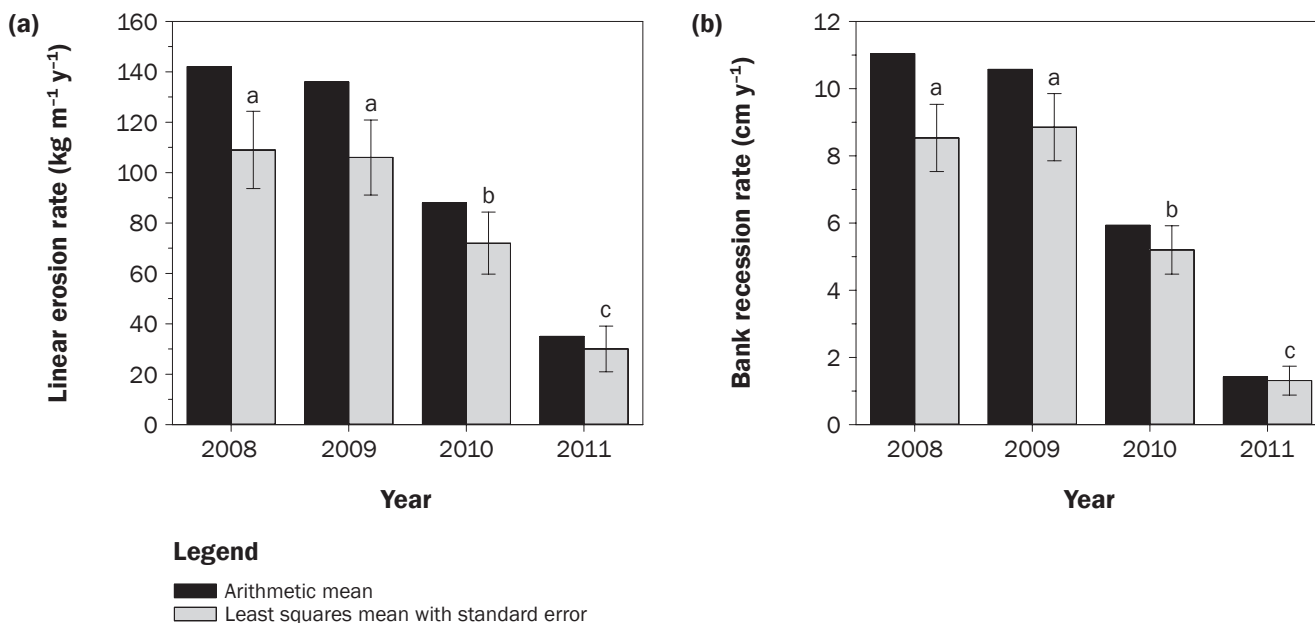 (a)
Linear erosion rate (kg m⁻¹ y⁻¹)
160
140
120
100
80
60
40
20
0
a
a
b
c
2008 2009 2010 2011
Year
(b)
Bank recession rate (cm y⁻¹)
12
10
8
6
4
2
0
a
a
b
c
2008 2009 2010 2011
Year
Legend
Arithmetic mean
Least squares mean with standard error